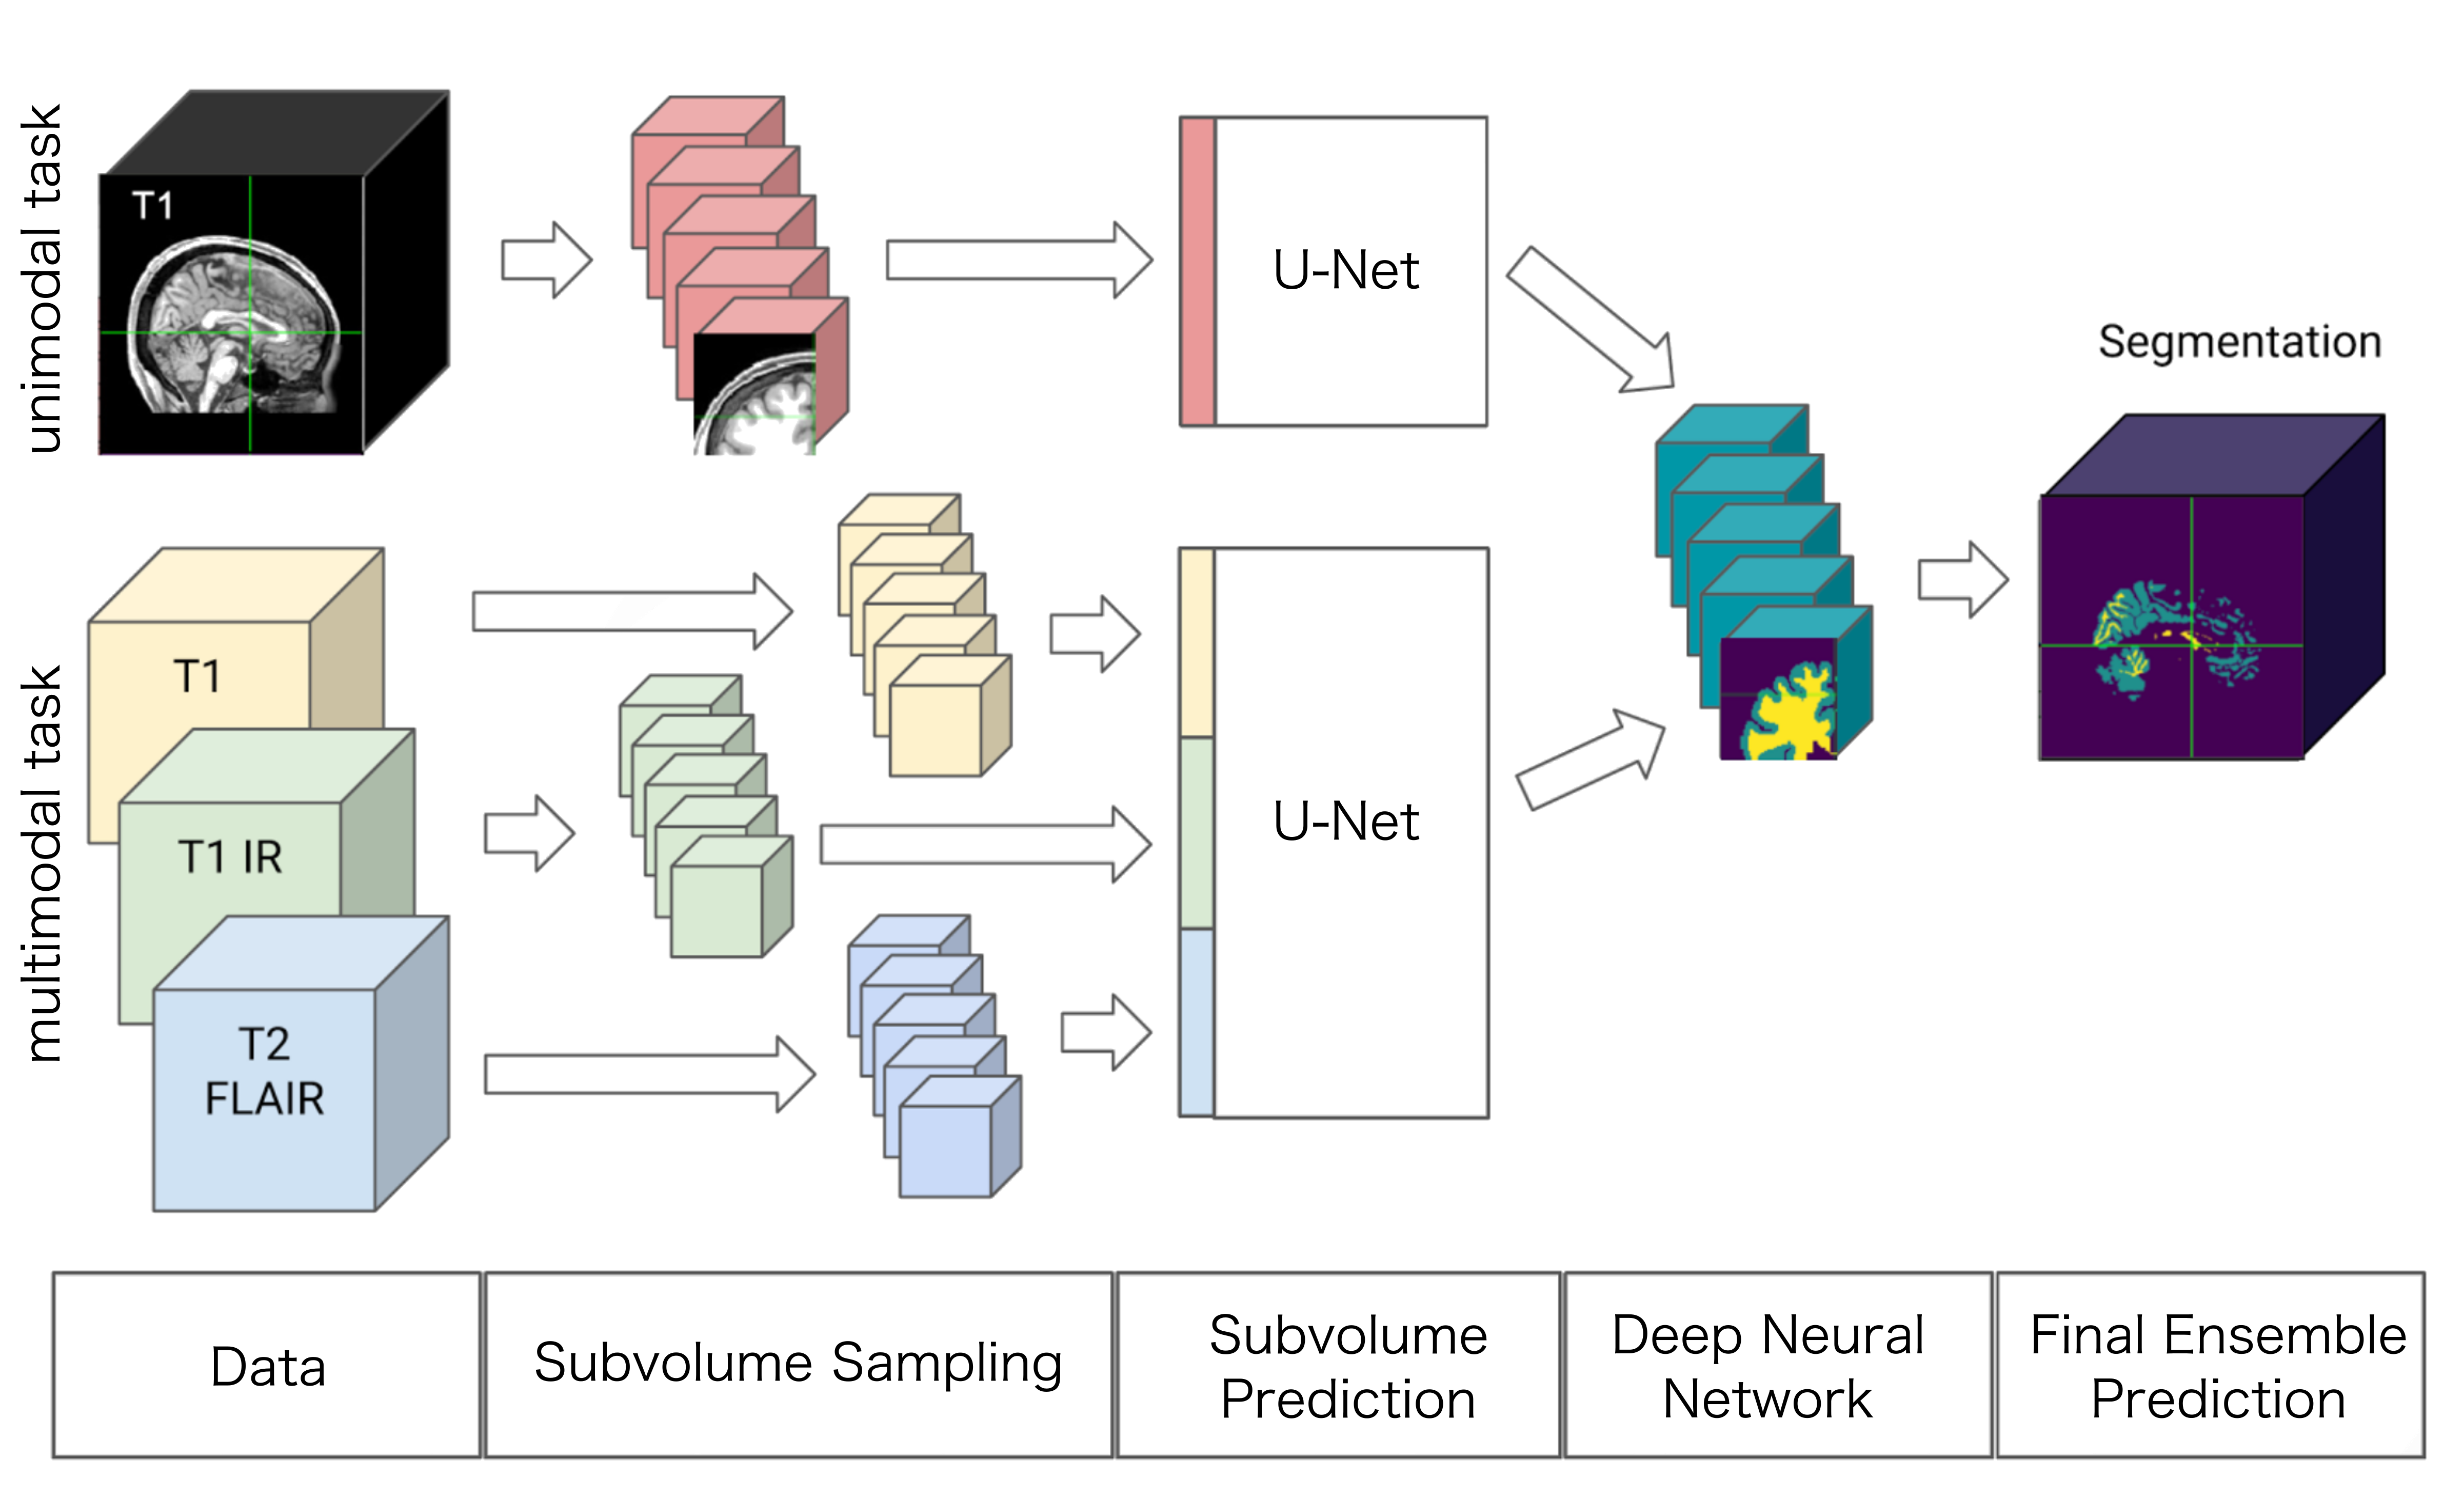 unimodal task
T1
U-Net
Segmentation
multimodal task
T1
T1 IR
T2
FLAIR
U-Net
Data
Subvolume Sampling
Subvolume
Prediction
Deep Neural
Network
Final Ensemble
Prediction